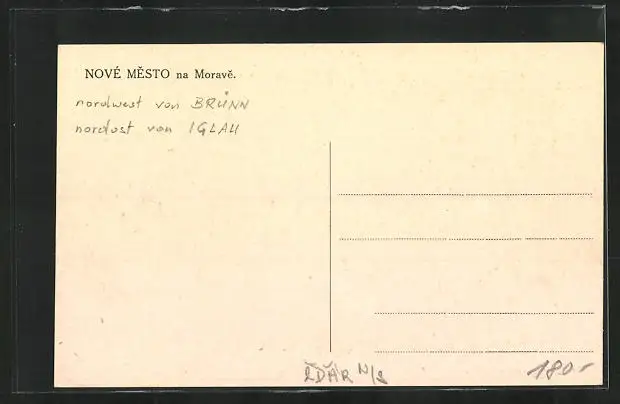 NOVÉ MĚSTO na Moravě.
nordwest von BRÜNN
nordost von IGLAU
ŽĎÁR N/S
180.-